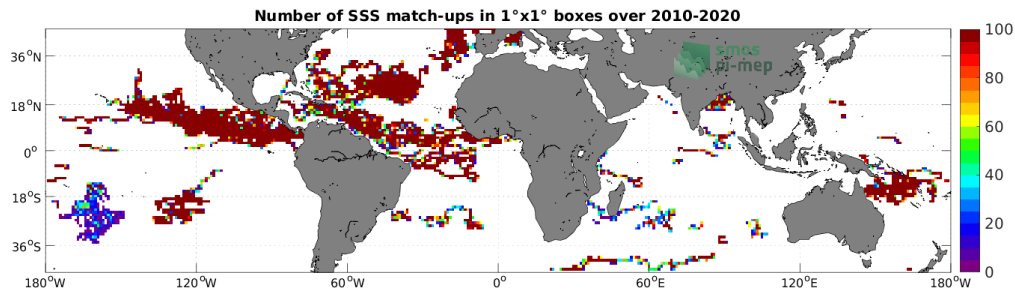 Number of SSS match-ups in 1°x1° boxes over 2010-2020
36°N
18°N
0°
18°S
36°S
180°W
120°W
60°W
0°
60°E
120°E
180°W
100
80
60
40
20
0
smos
pi-mep